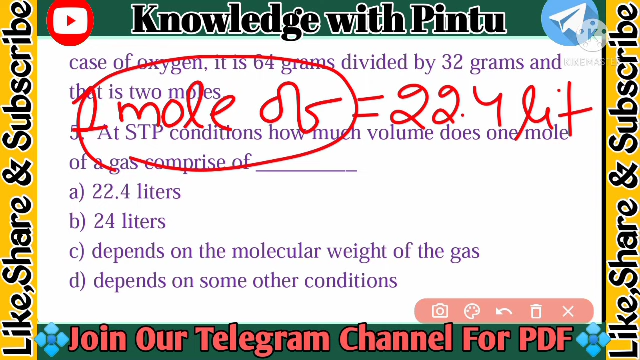 Knowledge with Pintu
case of oxygen, it is 64 grams divided by 32 grams and
that is two moles.
1 mole = 22.4 lit
5. At STP conditions how much volume does one mole
of a gas comprise of __________
a) 22.4 liters
b) 24 liters
c) depends on the molecular weight of the gas
d) depends on some other conditions
Join Our Telegram Channel For PDF
Like,Share & Subscribe
Like,Share & Subscribe
KINEMASTER